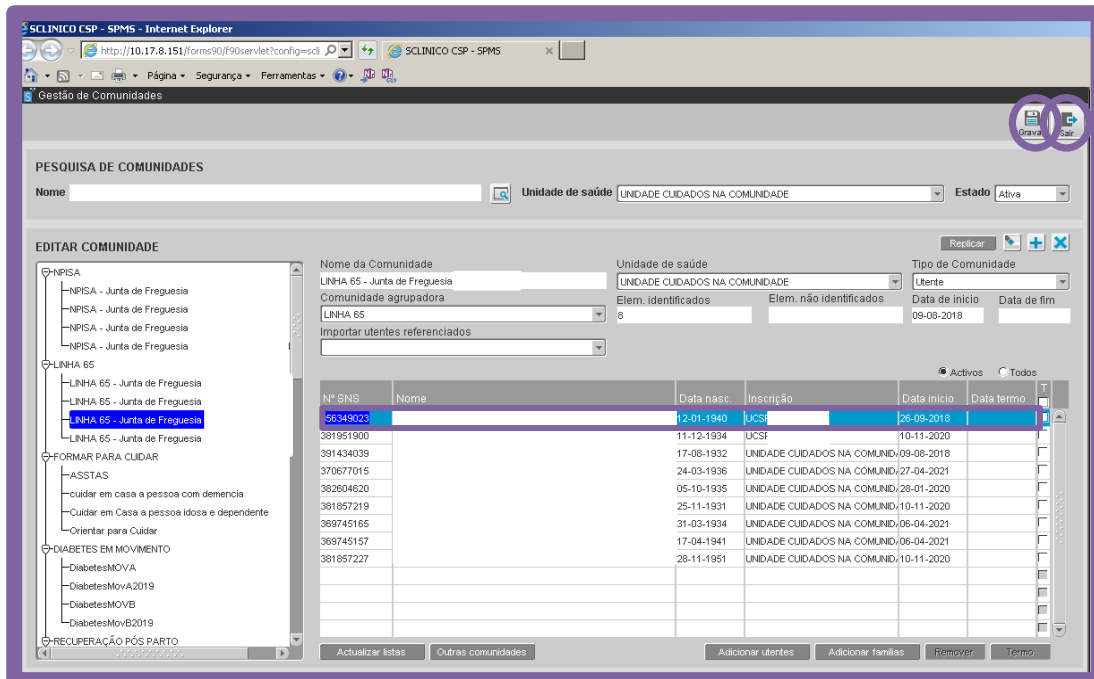 SCLINICO CSP - SPMS - Internet Explorer
http://10.17.8.151/forms90/f90servlet?config=scli
SCLINICO CSP - SPMS
Página Segurança Ferramentas
Gestão de Comunidades
Gravar Sair
PESQUISA DE COMUNIDADES
Nome
Unidade de saúde UNIDADE CUIDADOS NA COMUNIDADE Estado Ativa
EDITAR COMUNIDADE
Replicar
NPISA
NPISA - Junta de Freguesia
NPISA - Junta de Freguesia
NPISA - Junta de Freguesia
NPISA - Junta de Freguesia
LINHA 65
LINHA 65 - Junta de Freguesia
LINHA 65 - Junta de Freguesia
LINHA 65 - Junta de Freguesia
LINHA 65 - Junta de Freguesia
FORMAR PARA CUIDAR
ASSTAS
cuidar em casa a pessoa com demencia
Cuidar em Casa a pessoa idosa e dependente
Orientar para Cuidar
DIABETES EM MOVIMENTO
DiabetesMOVA
DiabetesMovA2019
DiabetesMOVB
DiabetesMovB2019
RECUPERAÇÃO PÓS PARTO
Nome da Comunidade Unidade de saúde Tipo de Comunidade
LINHA 65 - Junta de Freguesia UNIDADE CUIDADOS NA COMUNIDADE Utente
Comunidade agrupadora Elem. identificados Elem. não identificados Data de inicio Data de fim
LINHA 65 8 09-08-2018
Importar utentes referenciados
Activos Todos
Nº SNS Nome Data nasc. Inscrição Data inicio Data termo T
56349023 12-01-1940 UCSP 26-09-2018
381951900 11-12-1934 UCSP 10-11-2020
391434039 17-08-1932 UNIDADE CUIDADOS NA COMUNID 09-08-2018
370677015 24-03-1936 UNIDADE CUIDADOS NA COMUNID 27-04-2021
382604620 05-10-1935 UNIDADE CUIDADOS NA COMUNID 28-01-2020
381857219 25-11-1931 UNIDADE CUIDADOS NA COMUNID 10-11-2020
369745165 31-03-1934 UNIDADE CUIDADOS NA COMUNID 06-04-2021
369745157 17-04-1941 UNIDADE CUIDADOS NA COMUNID 06-04-2021
381857227 28-11-1951 UNIDADE CUIDADOS NA COMUNID 10-11-2020
Actualizar listas Outras comunidades Adicionar utentes Adicionar familias Remover Termo